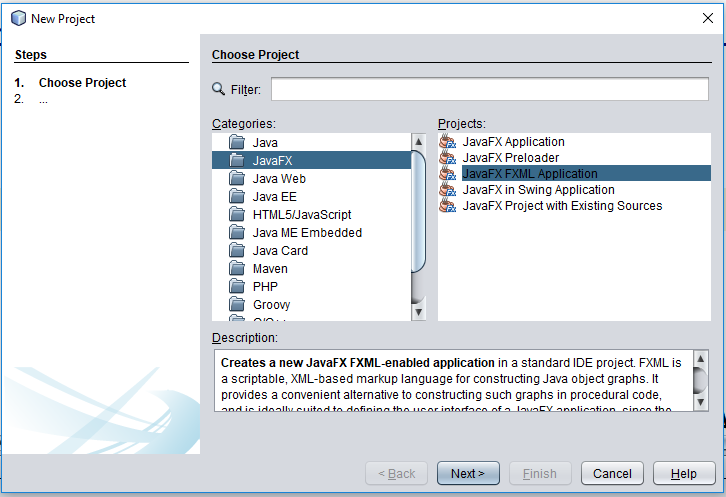 New Project
Steps
1. Choose Project
2. ...
Choose Project
Filter:
Categories:
Java
JavaFX
Java Web
Java EE
HTML5/JavaScript
Java ME Embedded
Java Card
Maven
PHP
Groovy
Projects:
JavaFX Application
JavaFX Preloader
JavaFX FXML Application
JavaFX in Swing Application
JavaFX Project with Existing Sources
Description:
Creates a new JavaFX FXML-enabled application in a standard IDE project. FXML is
a scriptable, XML-based markup language for constructing Java object graphs. It
provides a convenient alternative to constructing such graphs in procedural code,
and is ideally suited to defining the user interface of a JavaFX application, since the
< Back
Next >
Finish
Cancel
Help